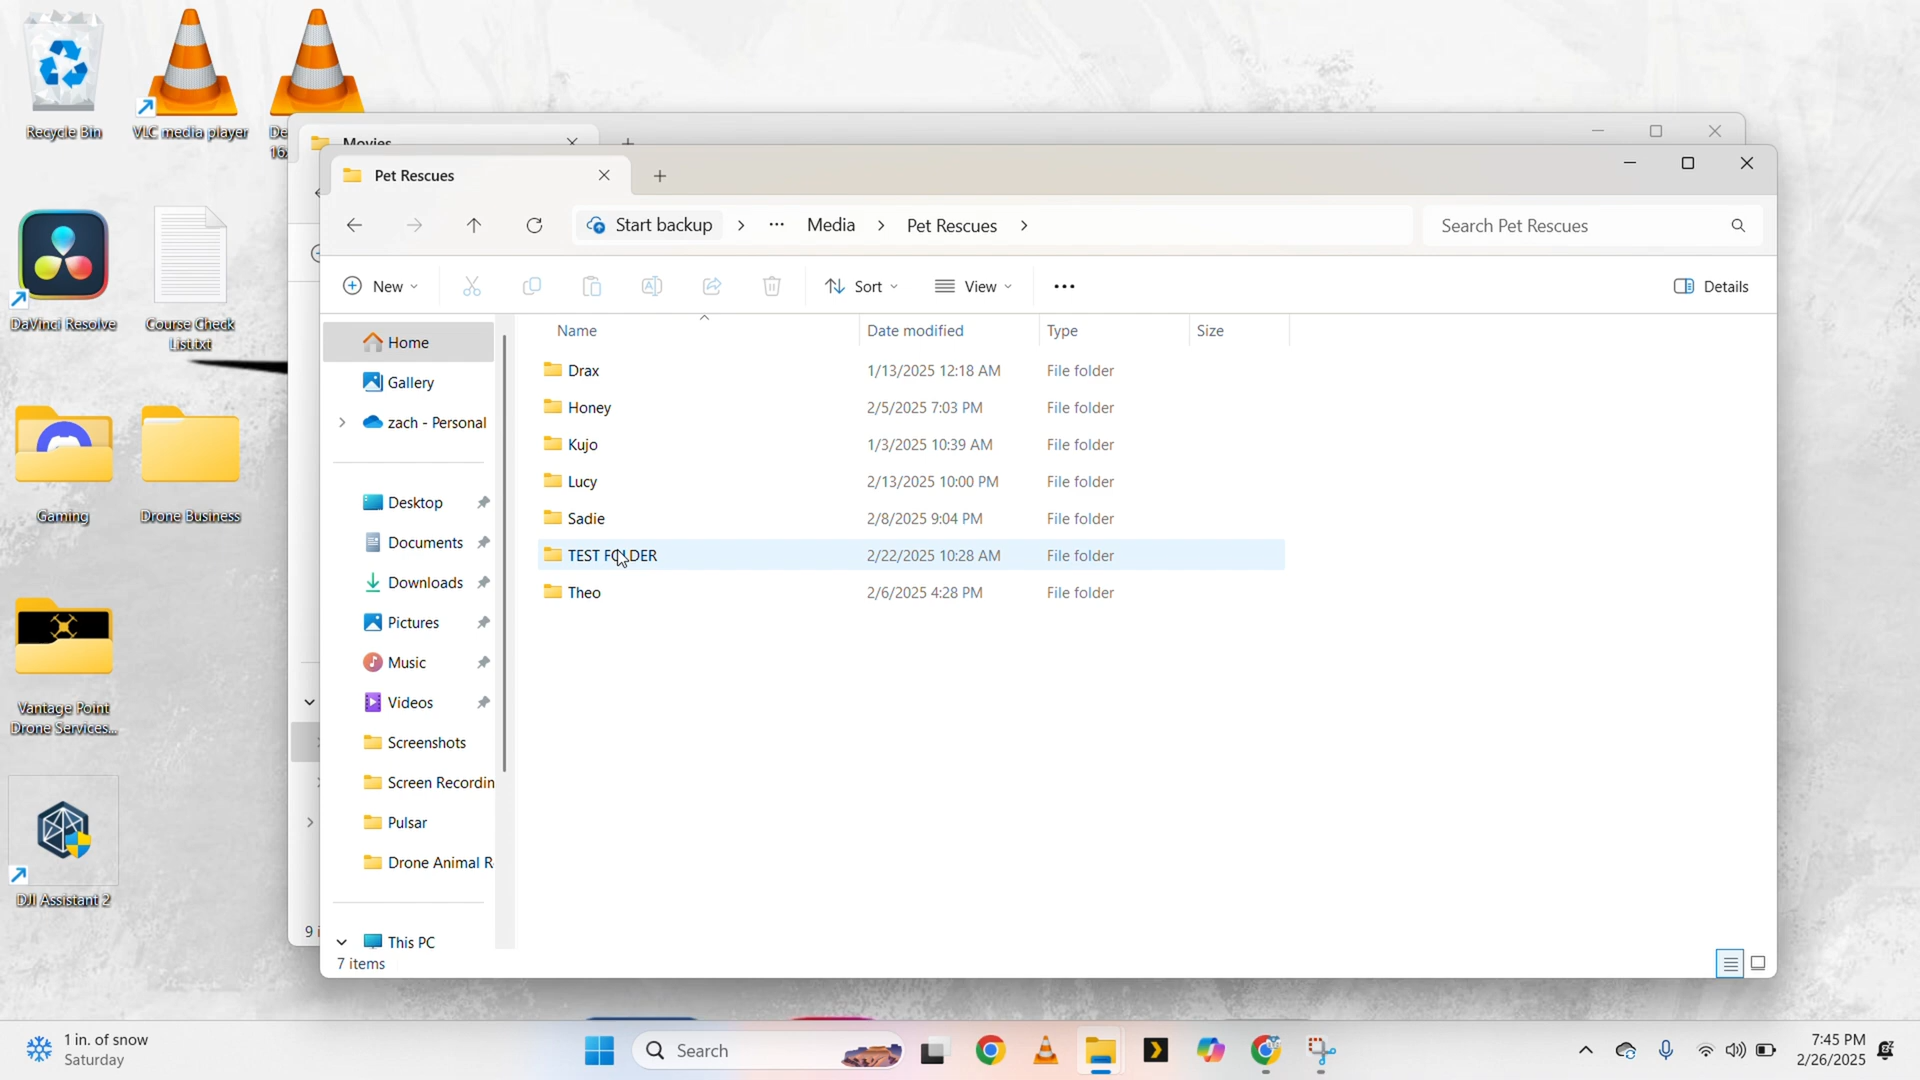 Recycle Bin
VLC media player
De
16:
DaVinci Resolve
Course Check
List.txt
Gaming
Drone Business
Vantage Point
Drone Services...
DJI Assistant 2
Movies
9 i
Pet Rescues
Start backup
Media
Pet Rescues
Search Pet Rescues
New
Sort
View
Details
Home
Gallery
zach - Personal
Desktop
Documents
Downloads
Pictures
Music
Videos
Screenshots
Screen Recordin
Pulsar
Drone Animal R
This PC
Name Date modified Type Size
Drax 1/13/2025 12:18 AM File folder
Honey 2/5/2025 7:03 PM File folder
Kujo 1/3/2025 10:39 AM File folder
Lucy 2/13/2025 10:00 PM File folder
Sadie 2/8/2025 9:04 PM File folder
TEST FOLDER 2/22/2025 10:28 AM File folder
Theo 2/6/2025 4:28 PM File folder
7 items
1 in. of snow
Saturday
Search
7:45 PM
2/26/2025